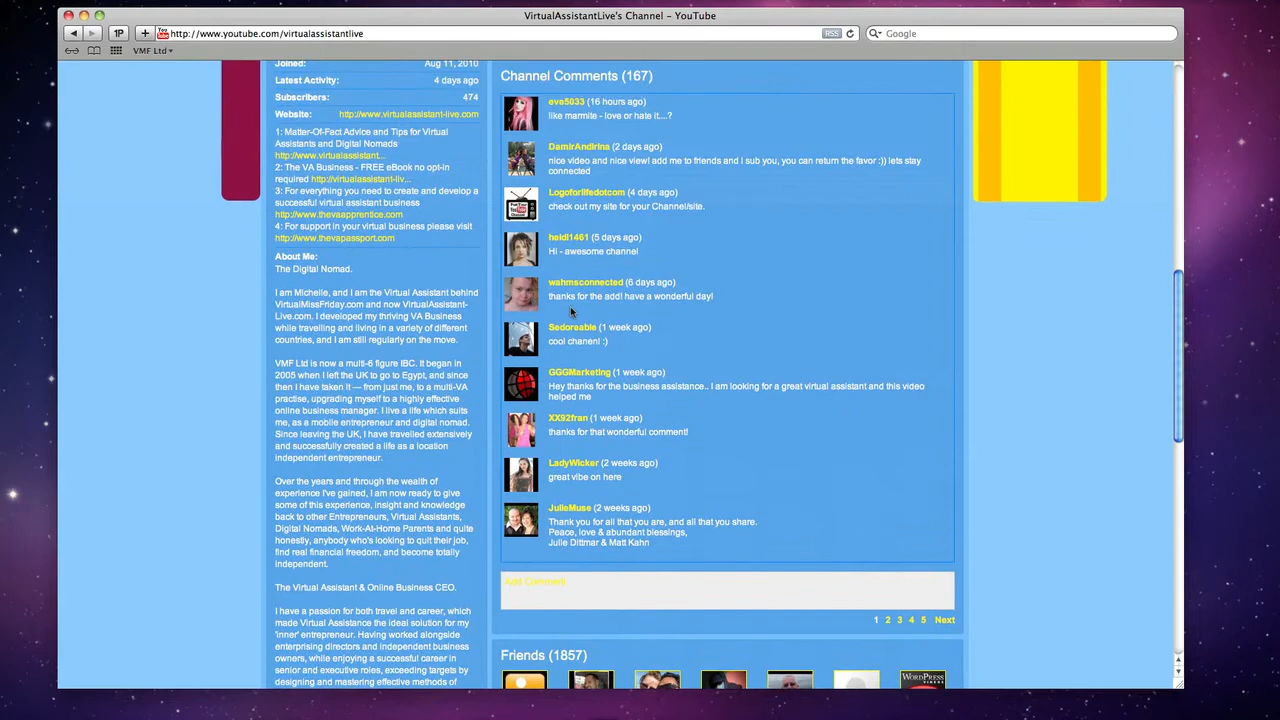 VirtualAssistantLive's Channel – YouTube
1P
+
You Tube
http://www.youtube.com/virtualassistantlive
RSS
Google
VMF Ltd
Joined: Aug 11, 2010
Latest Activity: 4 days ago
Subscribers: 474
Website: http://www.virtualassistant-live.com
1: Matter-Of-Fact Advice and Tips for Virtual
Assistants and Digital Nomads
http://www.virtualassistant...
2: The VA Business - FREE eBook no opt-in
required http://virtualassistant-liv...
3: For everything you need to create and develop a
successful virtual assistant business
http://www.thevaapprentice.com
4: For support in your virtual business please visit
http://www.thevapassport.com
About Me:
The Digital Nomad.
I am Michelle, and I am the Virtual Assistant behind
VirtualMissFriday.com and now VirtualAssistant-
Live.com. I developed my thriving VA Business
while travelling and living in a variety of different
countries, and I am still regularly on the move.
VMF Ltd is now a multi-6 figure IBC. It began in
2005 when I left the UK to go to Egypt, and since
then I have taken it — from just me, to a multi-VA
practise, upgrading myself to a highly effective
online business manager. I live a life which suits
me, as a mobile entrepreneur and digital nomad.
Since leaving the UK, I have travelled extensively
and successfully created a life as a location
independent entrepreneur.
Over the years and through the wealth of
experience I've gained, I am now ready to give
some of this experience, insight and knowledge
back to other Entrepreneurs, Virtual Assistants,
Digital Nomads, Work-At-Home Parents and quite
honestly, anybody who's looking to quit their job,
find real financial freedom, and become totally
independent.
The Virtual Assistant & Online Business CEO.
I have a passion for both travel and career, which
made Virtual Assistance the ideal solution for my
'inner' entrepreneur. Having worked alongside
enterprising directors and independent business
owners, while enjoying a successful career in
senior and executive roles, exceeding targets by
designing and mastering effective methods of
Channel Comments (167)
eve5033 (16 hours ago)
like marmite - love or hate it....?
DamirAndIrina (2 days ago)
nice video and nice view! add me to friends and i sub you, you can return the favor :)) lets stay
connected
Logoforlifedotcom (4 days ago)
check out my site for your Channel/site.
heidi1461 (5 days ago)
Hi - awesome channel
wahmsconnected (6 days ago)
thanks for the add! have a wonderful day!
Sedoreable (1 week ago)
cool chanenl :)
GGGMarketing (1 week ago)
Hey thanks for the business assistance.. I am looking for a great virtual assistant and this video
helped me
XX92fran (1 week ago)
thanks for that wonderful comment!
LadyWicker (2 weeks ago)
great vibe on here
JulieMuse (2 weeks ago)
Thank you for all that you are, and all that you share.
Peace, love & abundant blessings,
Julie Dittmar & Matt Kahn
Add Comment
1 2 3 4 5 Next
Friends (1857)
WORDPRESS